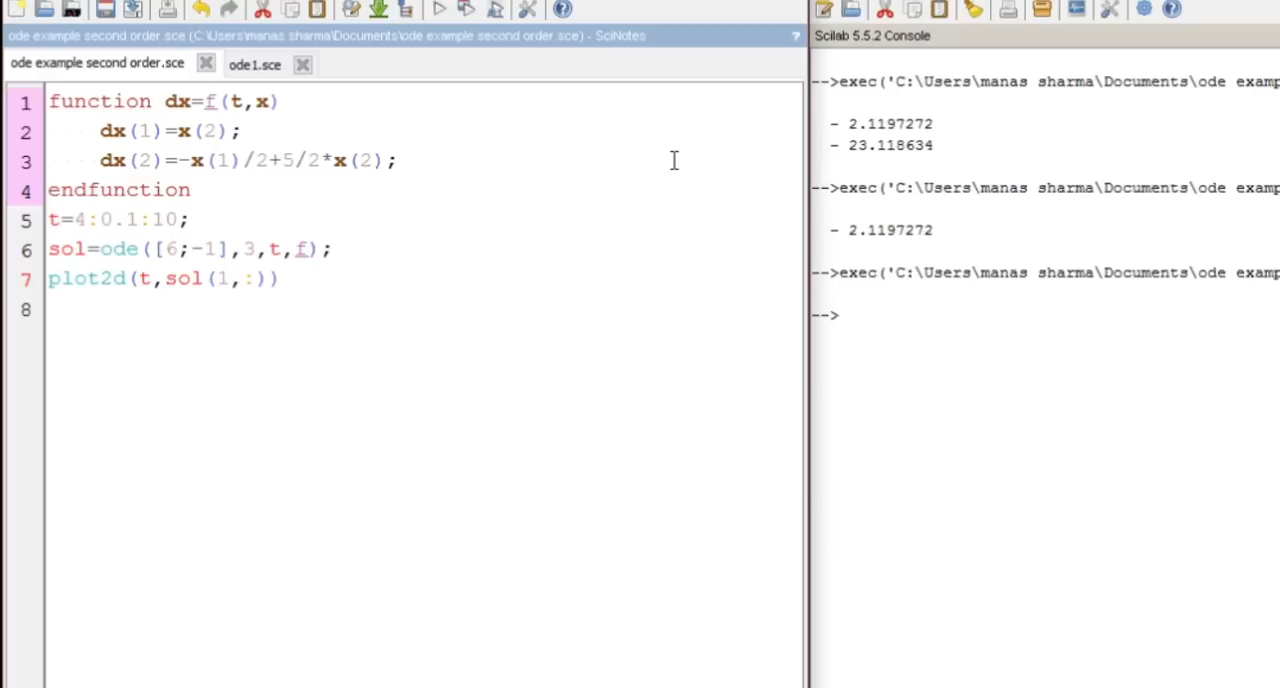 ode example second order.sce (C:\Users\manas sharma\Documents\ode example second order.sce) - SciNotes
?
Scilab 5.5.2 Console
ode example second order.sce
ode1.sce
1 function dx=f(t,x)
2 dx(1)=x(2);
3 dx(2)=-x(1)/2+5/2*x(2);
4 endfunction
5 t=4:0.1:10;
6 sol=ode([6;-1],3,t,f);
7 plot2d(t,sol(1,:))
8
-->exec('C:\Users\manas sharma\Documents\ode examp
- 2.1197272
- 23.118634
-->exec('C:\Users\manas sharma\Documents\ode examp
- 2.1197272
-->exec('C:\Users\manas sharma\Documents\ode examp
-->